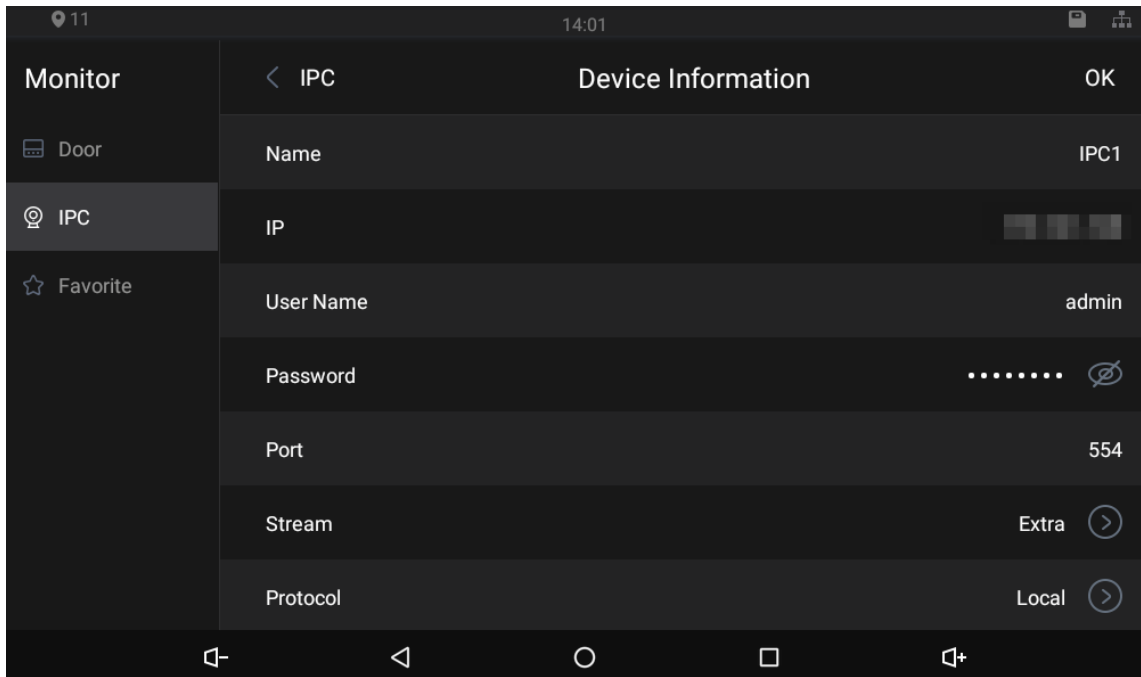 11 14:01
Monitor
IPC Device Information OK
Door
Name IPC1
IPC
IP
Favorite
User Name admin
Password ••••••••
Port 554
Stream Extra
Protocol Local